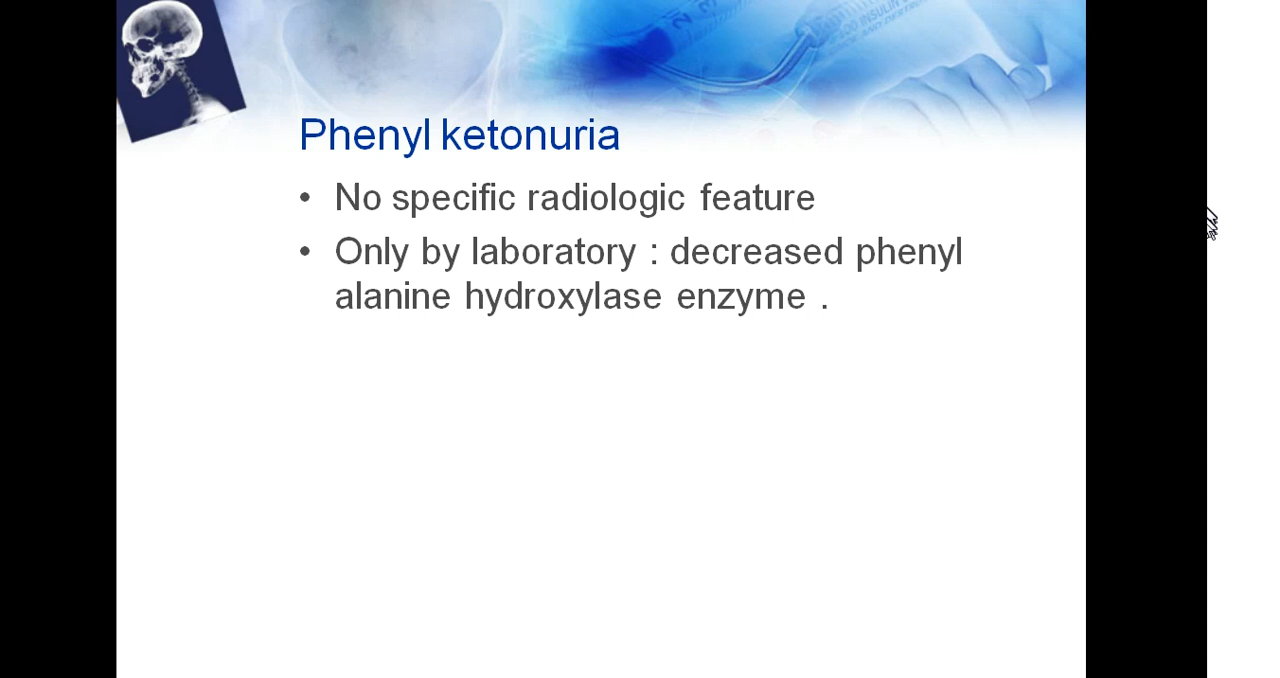 Phenyl ketonuria
• No specific radiologic feature
• Only by laboratory : decreased phenyl
alanine hydroxylase enzyme .